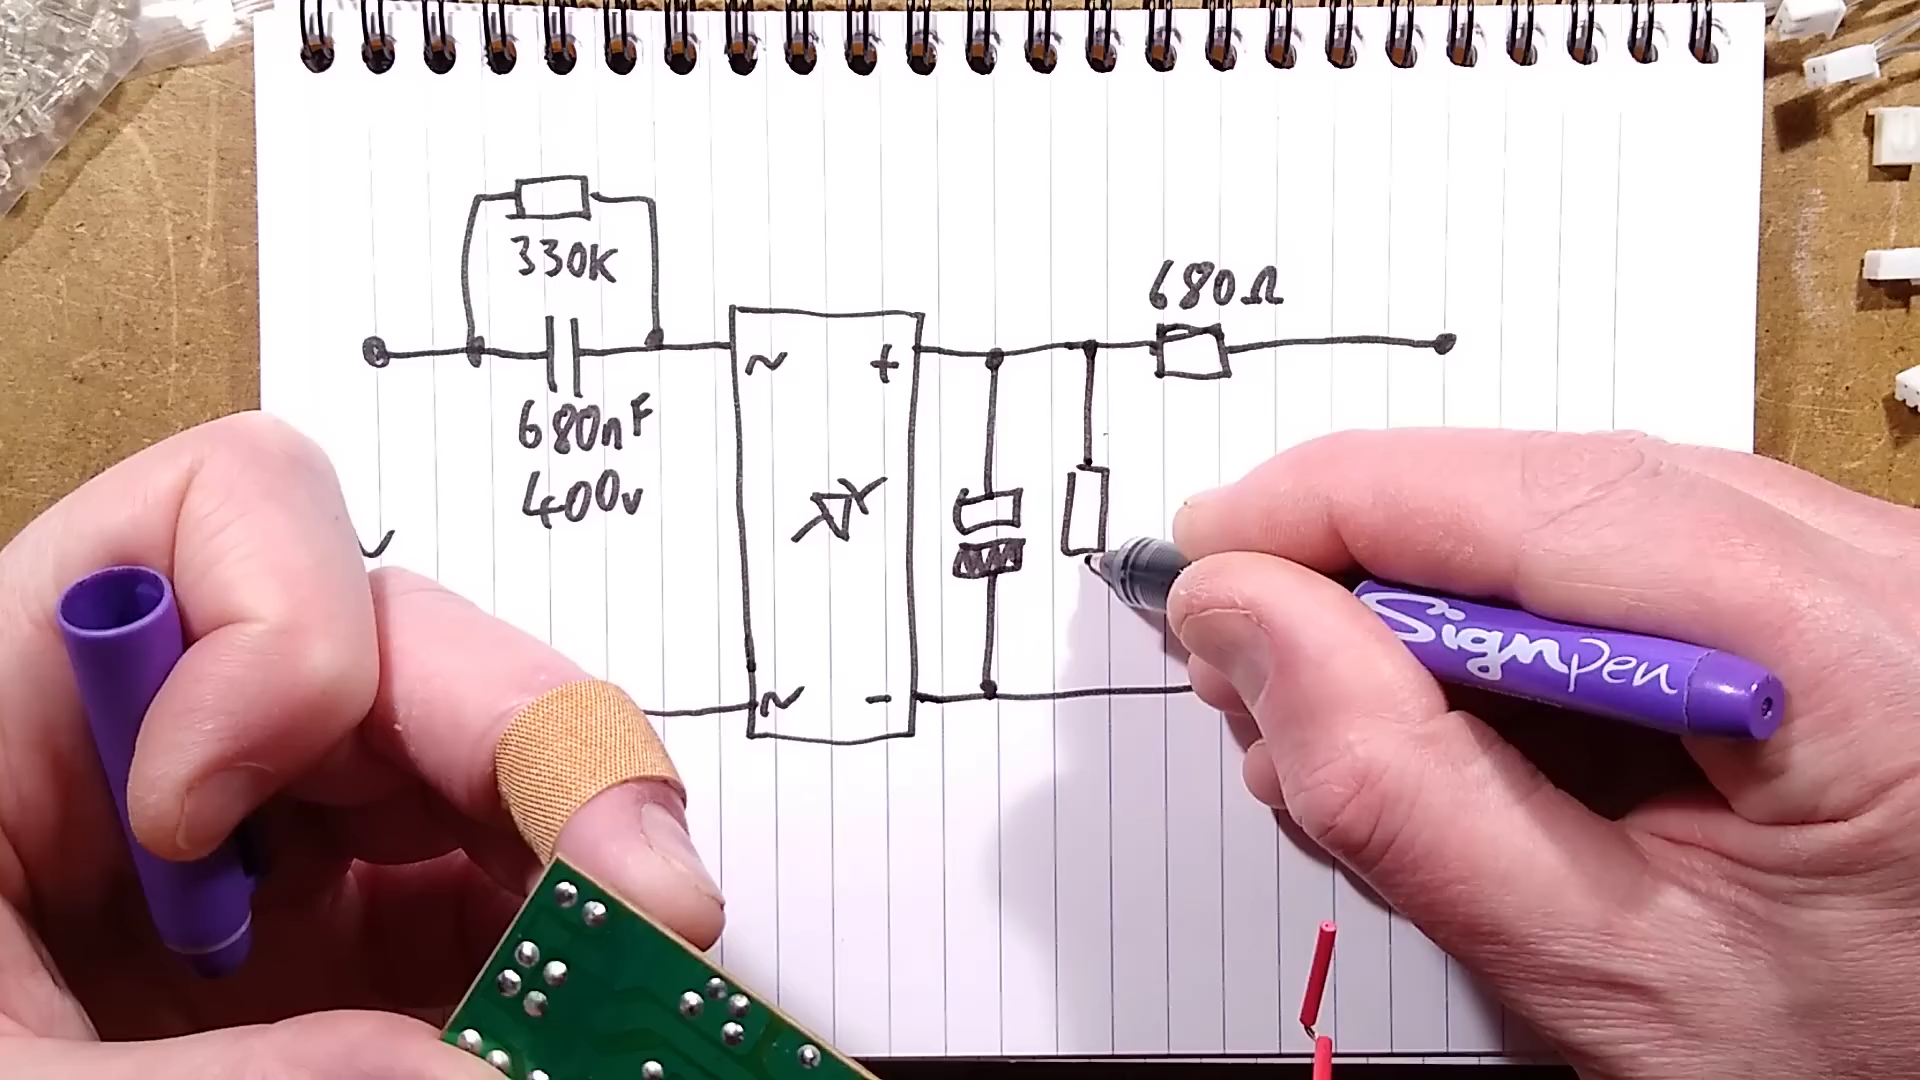 330K
680Ω
680nF
400v
~ +
~ -
Signpen